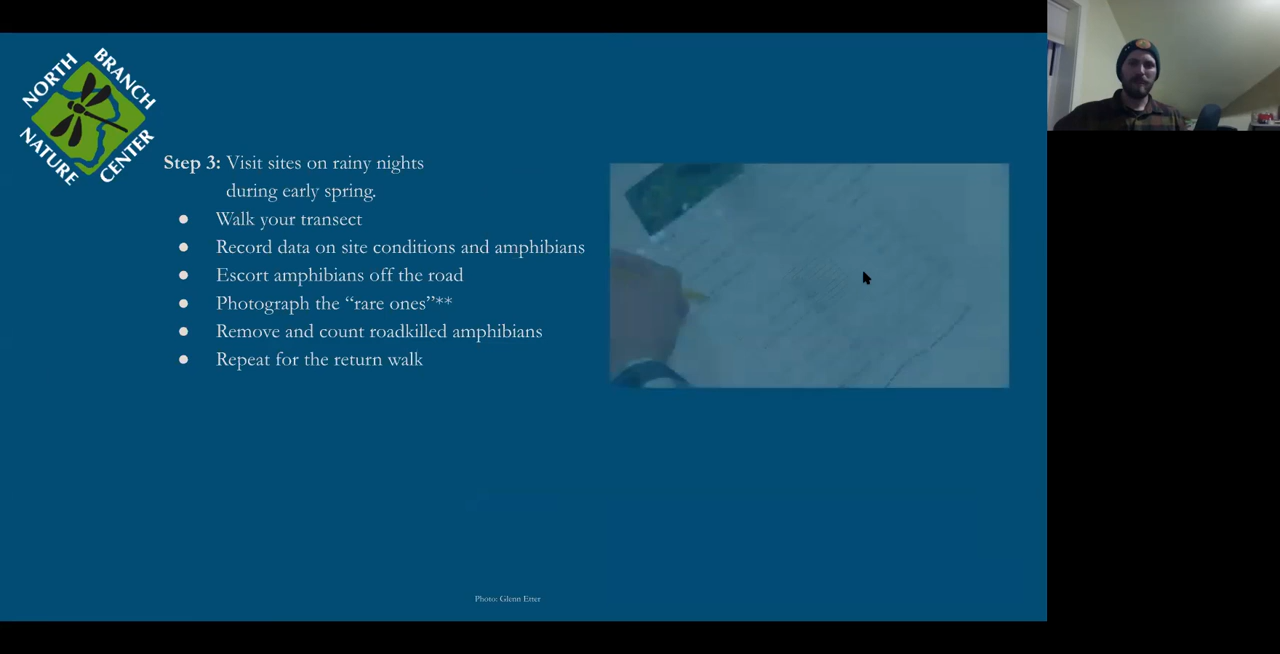 NORTH BRANCH
NATURE CENTER
Step 3: Visit sites on rainy nights
during early spring.
● Walk your transect
● Record data on site conditions and amphibians
● Escort amphibians off the road
● Photograph the “rare ones”**
● Remove and count roadkilled amphibians
● Repeat for the return walk
Photo: Glenn Etter